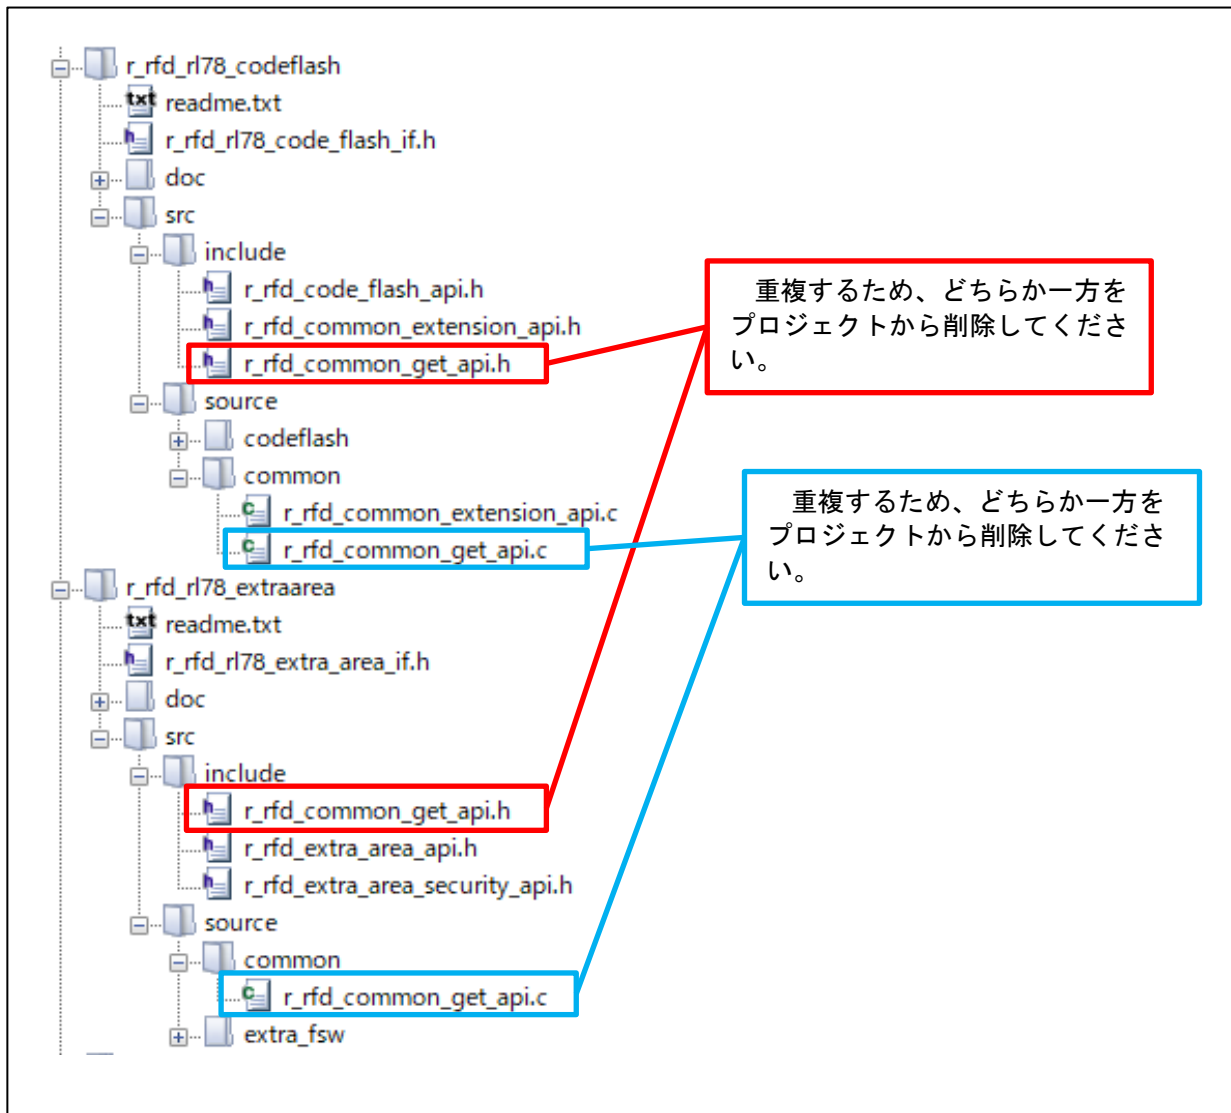 r_rfd_rl78_codeflash
readme.txt
r_rfd_rl78_code_flash_if.h
doc
src
include
r_rfd_code_flash_api.h
r_rfd_common_extension_api.h
r_rfd_common_get_api.h
source
codeflash
common
r_rfd_common_extension_api.c
r_rfd_common_get_api.c
r_rfd_rl78_extraarea
readme.txt
r_rfd_rl78_extra_area_if.h
doc
src
include
r_rfd_common_get_api.h
r_rfd_extra_area_api.h
r_rfd_extra_area_security_api.h
source
common
r_rfd_common_get_api.c
extra_fsw
重複するため、どちらか一方を
プロジェクトから削除してくださ
い。
重複するため、どちらか一方を
プロジェクトから削除してくださ
い。